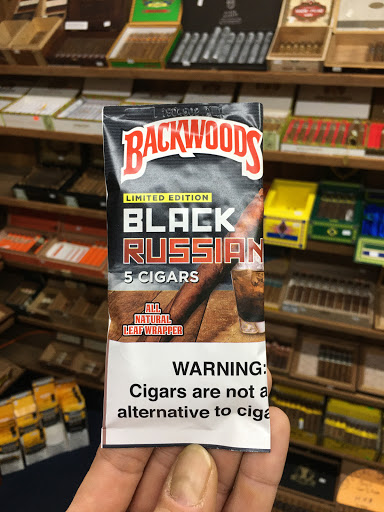 BACKWOODS
LIMITED EDITION
BLACK
RUSSIAN
5 CIGARS
ALL
NATURAL
LEAF WRAPPER
WARNING:
Cigars are not a
alternative to ciga